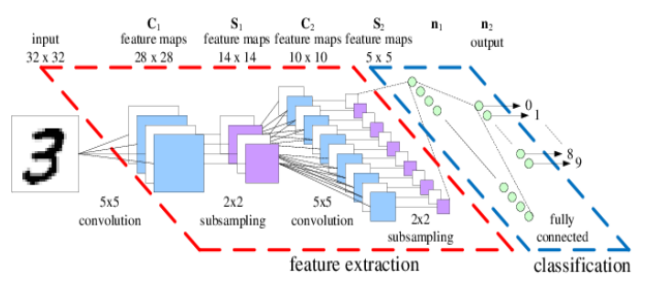 C₁ S₁ C₂ S₂ n₁ n₂
input feature maps feature maps feature maps feature maps output
32 x 32 28 x 28 14 x 14 10 x 10 5 x 5
3
0
1
8
9
5x5 2x2 5x5 2x2 fully
convolution subsampling convolution subsampling connected
feature extraction classification